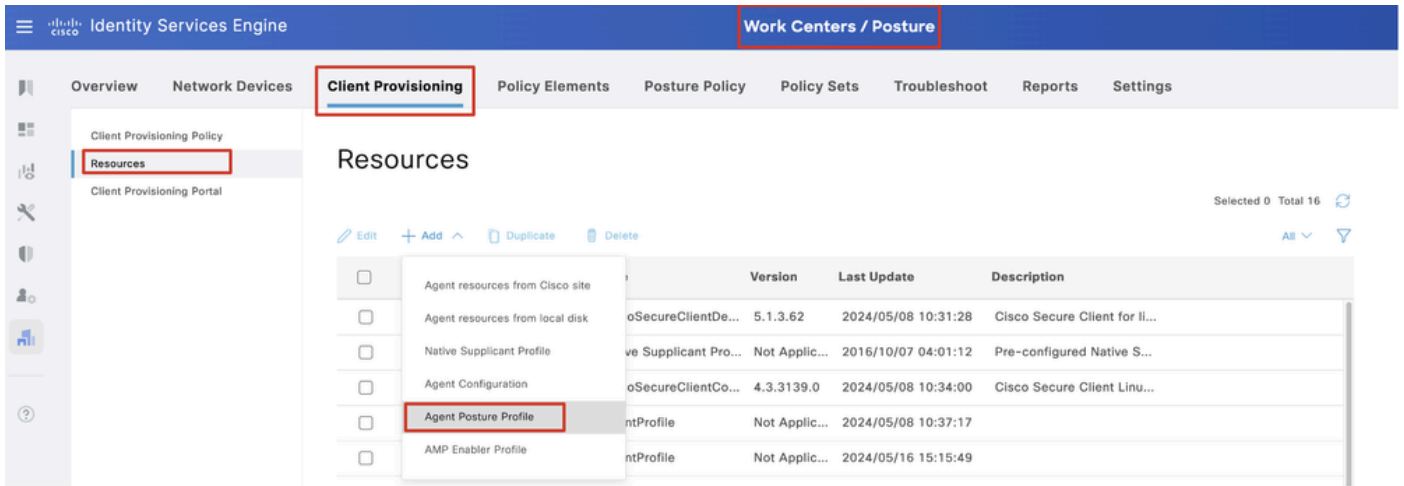 cisco Identity Services Engine Work Centers / Posture
Overview Network Devices Client Provisioning Policy Elements Posture Policy Policy Sets Troubleshoot Reports Settings
Client Provisioning Policy
Resources
Client Provisioning Portal
Resources
Selected 0 Total 16
Edit Add Duplicate Delete All
Version Last Update Description
Agent resources from Cisco site
Agent resources from local disk
Native Supplicant Profile
Agent Configuration
Agent Posture Profile
AMP Enabler Profile
oSecureClientDe... 5.1.3.62 2024/05/08 10:31:28 Cisco Secure Client for li...
ve Supplicant Pro... Not Applic... 2016/10/07 04:01:12 Pre-configured Native S...
oSecureClientCo... 4.3.3139.0 2024/05/08 10:34:00 Cisco Secure Client Linu...
ntProfile Not Applic... 2024/05/08 10:37:17
ntProfile Not Applic... 2024/05/16 15:15:49